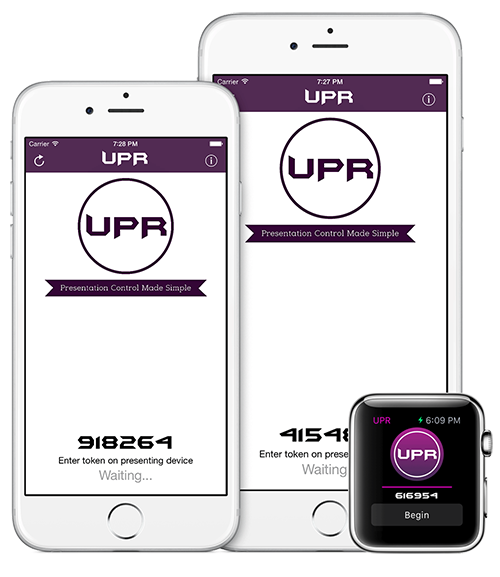 Carrier 7:28 PM
UPR
UPR
Presentation Control Made Simple
918264
Enter token on presenting device
Waiting...
Carrier 7:27 PM
UPR
UPR
Presentation Control Made Simple
4154
Enter token on presenting
Waiting
UPR 6:09 PM
UPR
616954
Begin